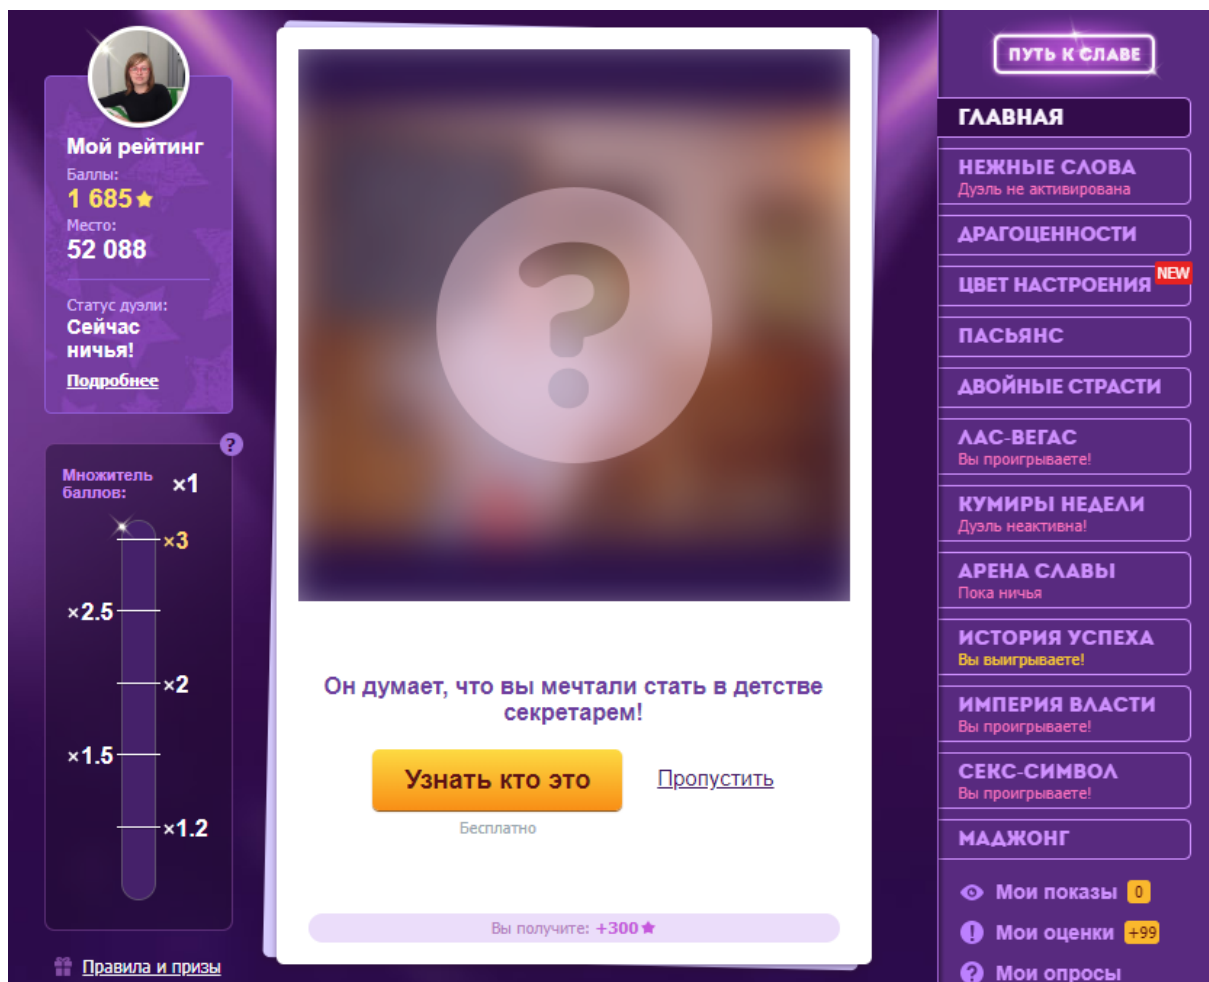 Мой рейтинг
Баллы:
1 685
Место:
52 088
Статус дуэли:
Сейчас
ничья!
Подробнее
?
Множитель
баллов:
×1
×3
×2.5
×2
×1.5
×1.2
Правила и призы
?
Он думает, что вы мечтали стать в детстве
секретарем!
Узнать кто это
Пропустить
Бесплатно
Вы получите: +300
ПУТЬ К СЛАВЕ
ГЛАВНАЯ
НЕЖНЫЕ СЛОВА
Дуэль не активирована
ДРАГОЦЕННОСТИ
ЦВЕТ НАСТРОЕНИЯ NEW
ПАСЬЯНС
ДВОЙНЫЕ СТРАСТИ
ЛАС-ВЕГАС
Вы проигрываете!
КУМИРЫ НЕДЕЛИ
Дуэль неактивна!
АРЕНА СЛАВЫ
Пока ничья
ИСТОРИЯ УСПЕХА
Вы выигрываете!
ИМПЕРИЯ ВЛАСТИ
Вы проигрываете!
СЕКС-СИМВОЛ
Вы проигрываете!
МАДЖОНГ
Мои показы 0
! Мои оценки +99
? Мои опросы